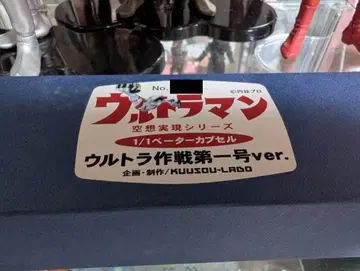 No.
©円谷プロ
ウルトラマン
空想実現シリーズ
1/1ベーターカプセル
ウルトラ作戦第一号ver.
企画・制作/KUUSOU-LABO